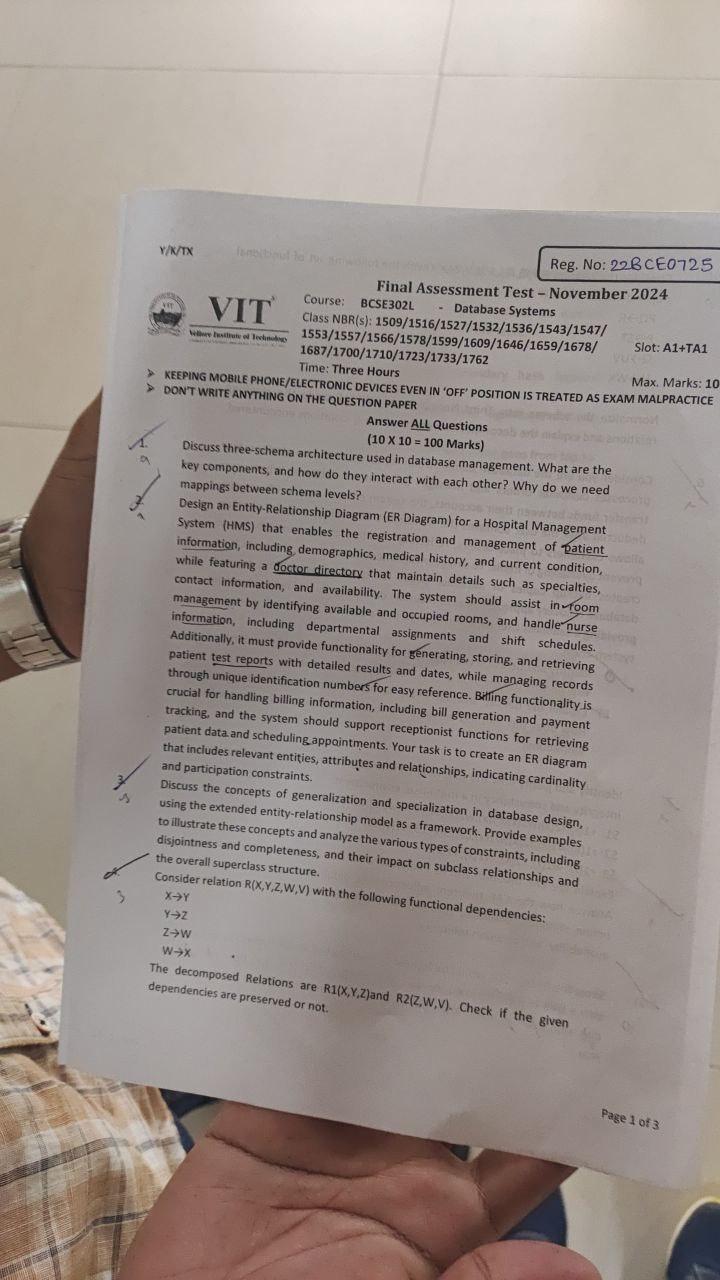 Y/K/TX
Reg. No: 22BCE0725
Final Assessment Test – November 2024
VIT
Vellore Institute of Technology
Course: BCSE302L - Database Systems
Class NBR(s): 1509/1516/1527/1532/1536/1543/1547/
1553/1557/1566/1578/1599/1609/1646/1659/1678/
1687/1700/1710/1723/1733/1762
Slot: A1+TA1
Time: Three Hours
Max. Marks: 10
➢ KEEPING MOBILE PHONE/ELECTRONIC DEVICES EVEN IN ‘OFF’ POSITION IS TREATED AS EXAM MALPRACTICE
➢ DON'T WRITE ANYTHING ON THE QUESTION PAPER
Answer ALL Questions
(10 X 10 = 100 Marks)
1. Discuss three-schema architecture used in database management. What are the
key components, and how do they interact with each other? Why do we need
mappings between schema levels?
2. Design an Entity-Relationship Diagram (ER Diagram) for a Hospital Management
System (HMS) that enables the registration and management of patient
information, including demographics, medical history, and current condition,
while featuring a doctor directory that maintain details such as specialties,
contact information, and availability. The system should assist in room
management by identifying available and occupied rooms, and handle nurse
information, including departmental assignments and shift schedules.
Additionally, it must provide functionality for generating, storing, and retrieving
patient test reports with detailed results and dates, while managing records
through unique identification numbers for easy reference. Billing functionality is
crucial for handling billing information, including bill generation and payment
tracking, and the system should support receptionist functions for retrieving
patient data and scheduling appointments. Your task is to create an ER diagram
that includes relevant entities, attributes and relationships, indicating cardinality
and participation constraints.
3. Discuss the concepts of generalization and specialization in database design,
using the extended entity-relationship model as a framework. Provide examples
to illustrate these concepts and analyze the various types of constraints, including
disjointness and completeness, and their impact on subclass relationships and
the overall superclass structure.
4. Consider relation R(X,Y,Z,W,V) with the following functional dependencies:
X→Y
Y→Z
Z→W
W→X
The decomposed Relations are R1(X,Y,Z)and R2(Z,W,V). Check if the given
dependencies are preserved or not.
Page 1 of 3